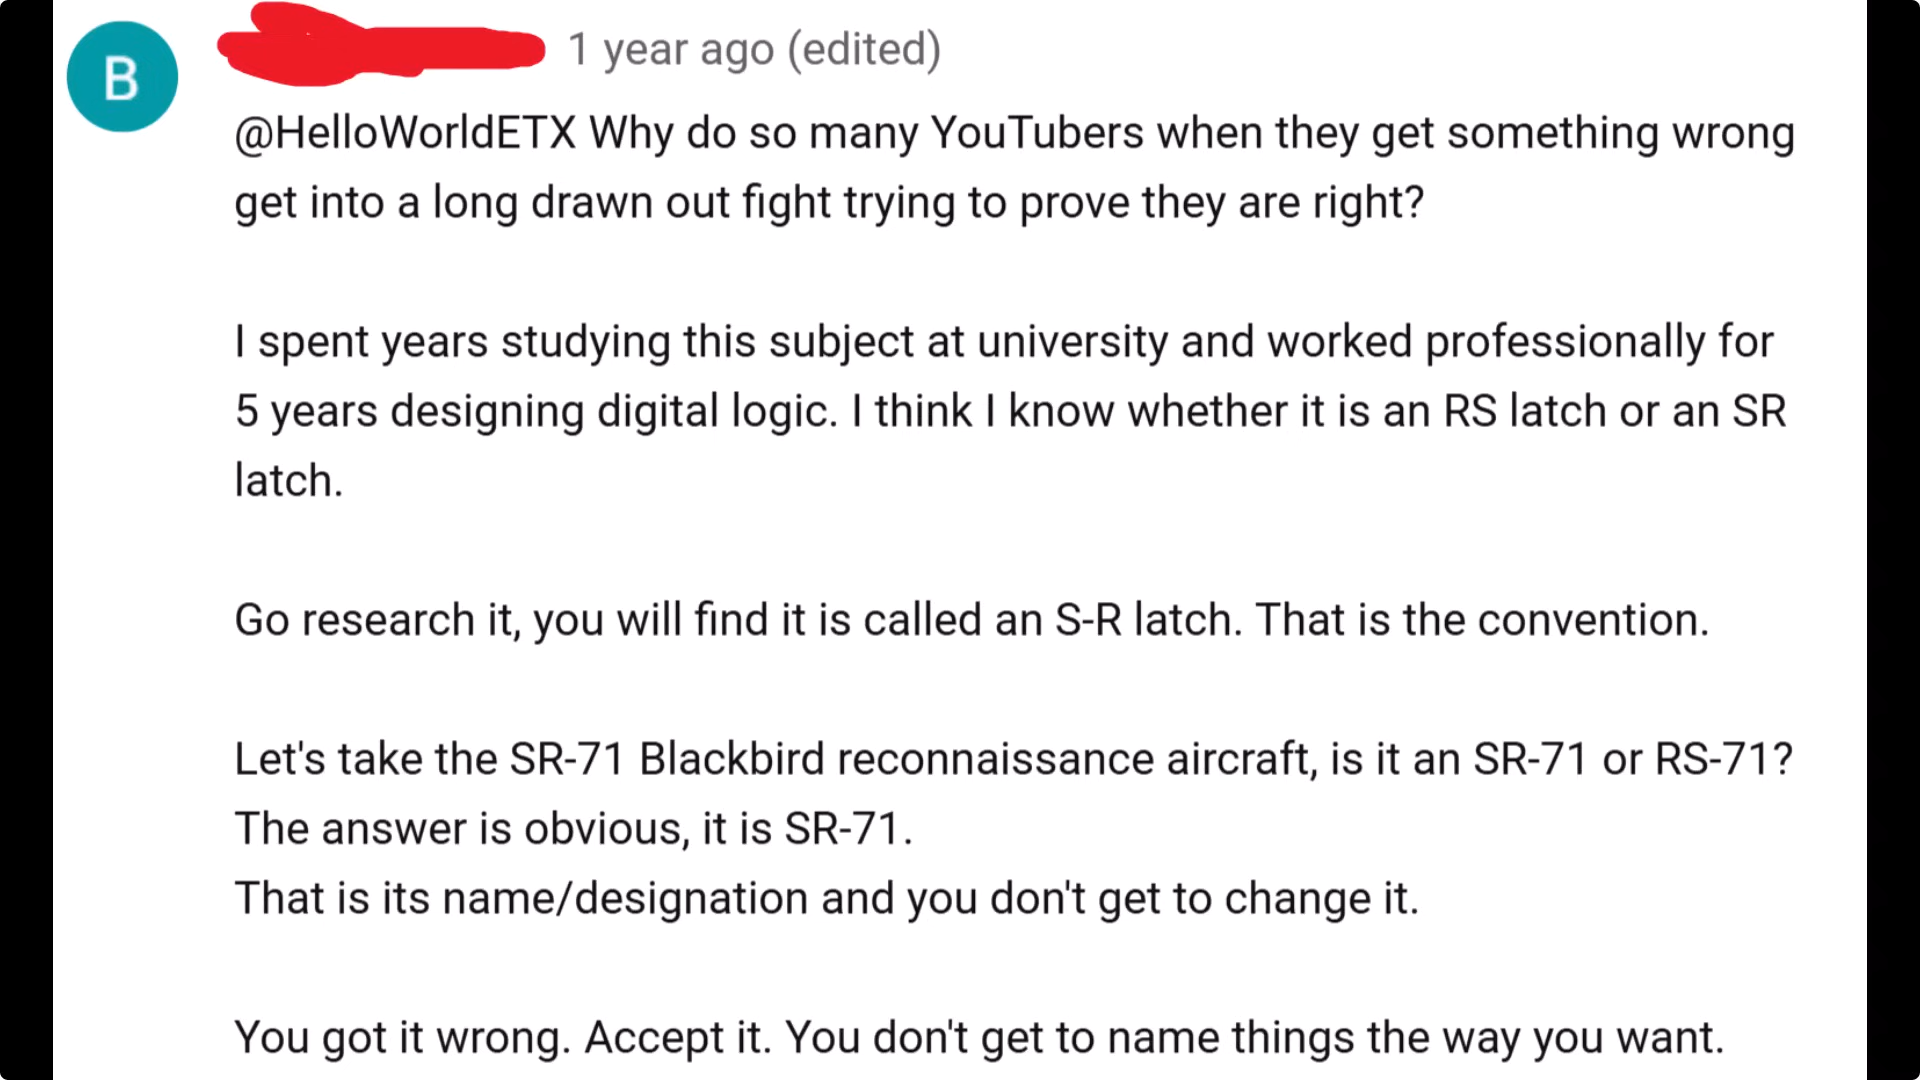 B
1 year ago (edited)
@HelloWorldETX Why do so many YouTubers when they get something wrong
get into a long drawn out fight trying to prove they are right?
I spent years studying this subject at university and worked professionally for
5 years designing digital logic. I think I know whether it is an RS latch or an SR
latch.
Go research it, you will find it is called an S-R latch. That is the convention.
Let's take the SR-71 Blackbird reconnaissance aircraft, is it an SR-71 or RS-71?
The answer is obvious, it is SR-71.
That is its name/designation and you don't get to change it.
You got it wrong. Accept it. You don't get to name things the way you want.